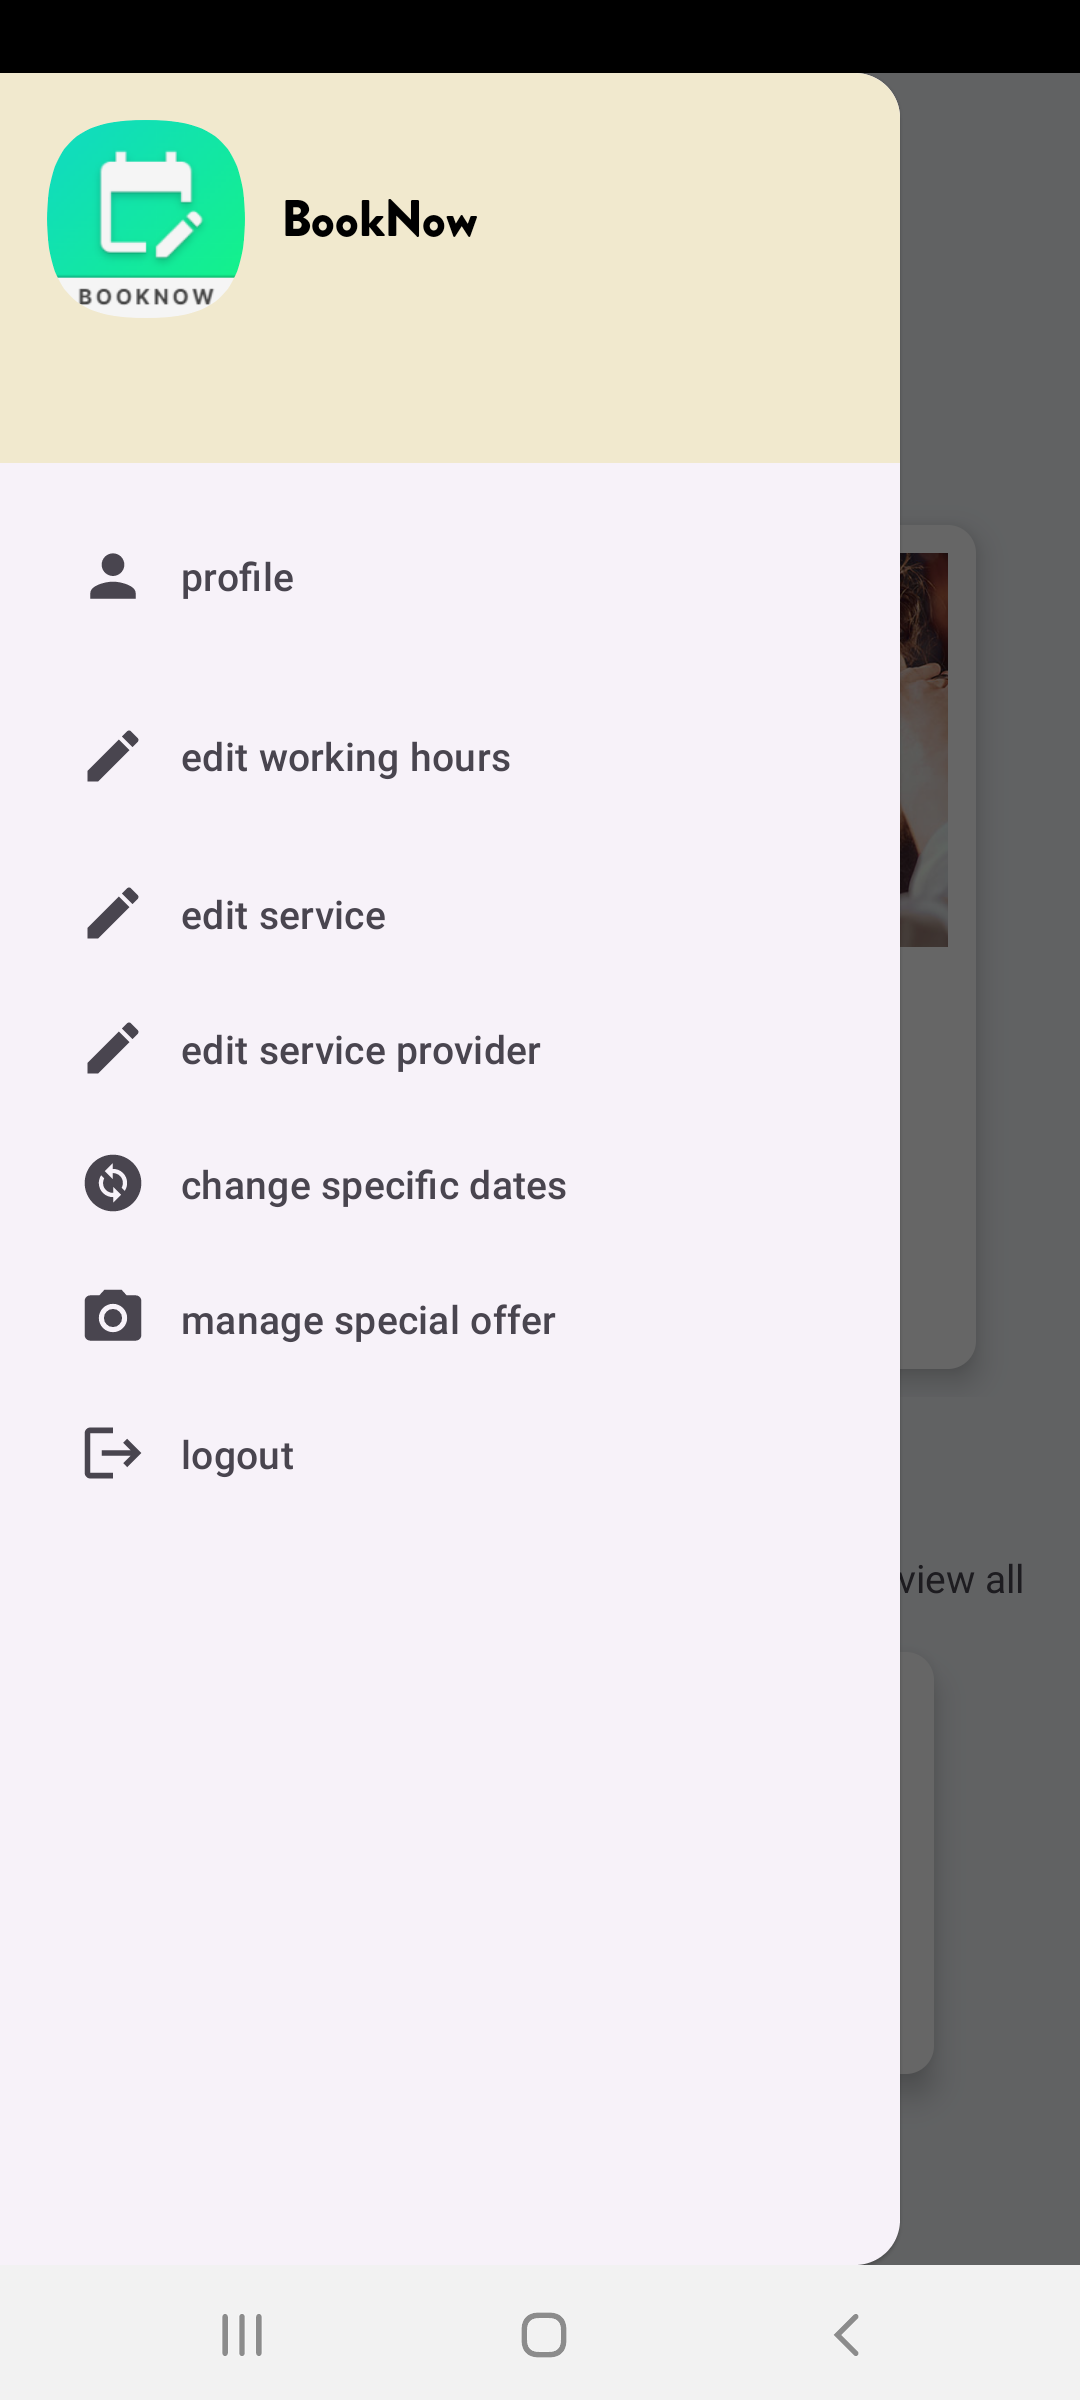 BOOKNOW
BookNow
profile
edit working hours
edit service
edit service provider
change specific dates
manage special offer
logout
view all